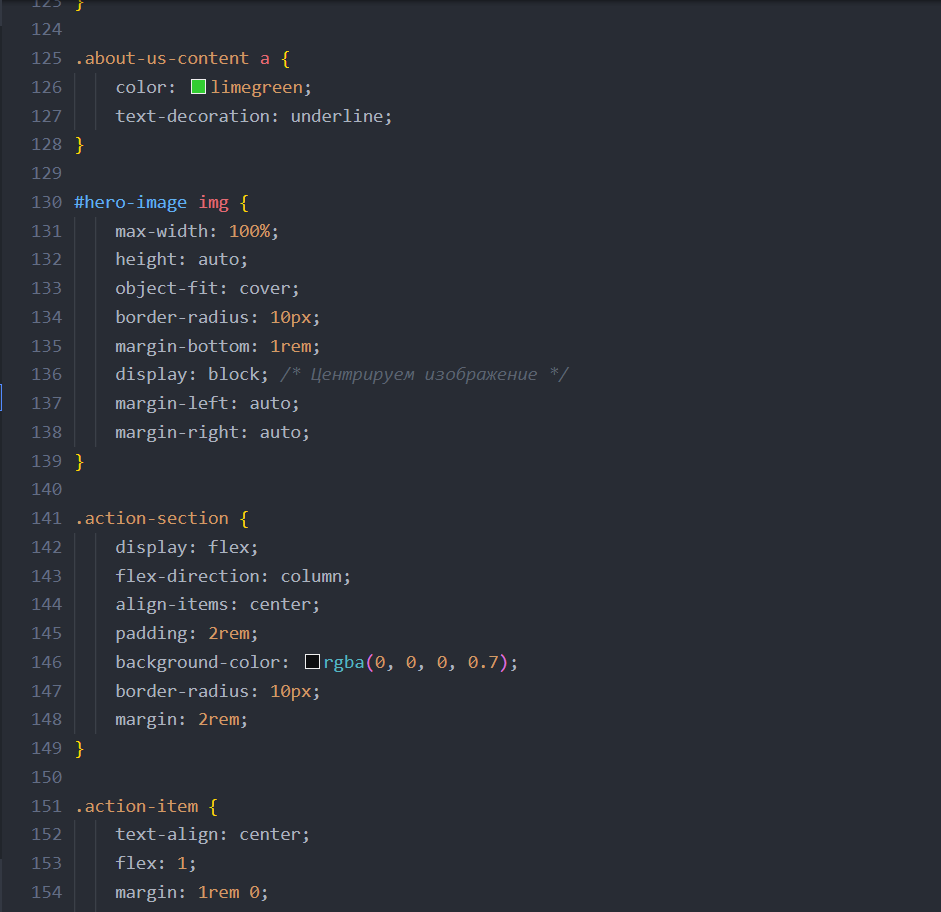 123 }
124
125 .about-us-content a {
126 color: limegreen;
127 text-decoration: underline;
128 }
129
130 #hero-image img {
131 max-width: 100%;
132 height: auto;
133 object-fit: cover;
134 border-radius: 10px;
135 margin-bottom: 1rem;
136 display: block; /* Центрируем изображение */
137 margin-left: auto;
138 margin-right: auto;
139 }
140
141 .action-section {
142 display: flex;
143 flex-direction: column;
144 align-items: center;
145 padding: 2rem;
146 background-color: rgba(0, 0, 0, 0.7);
147 border-radius: 10px;
148 margin: 2rem;
149 }
150
151 .action-item {
152 text-align: center;
153 flex: 1;
154 margin: 1rem 0;